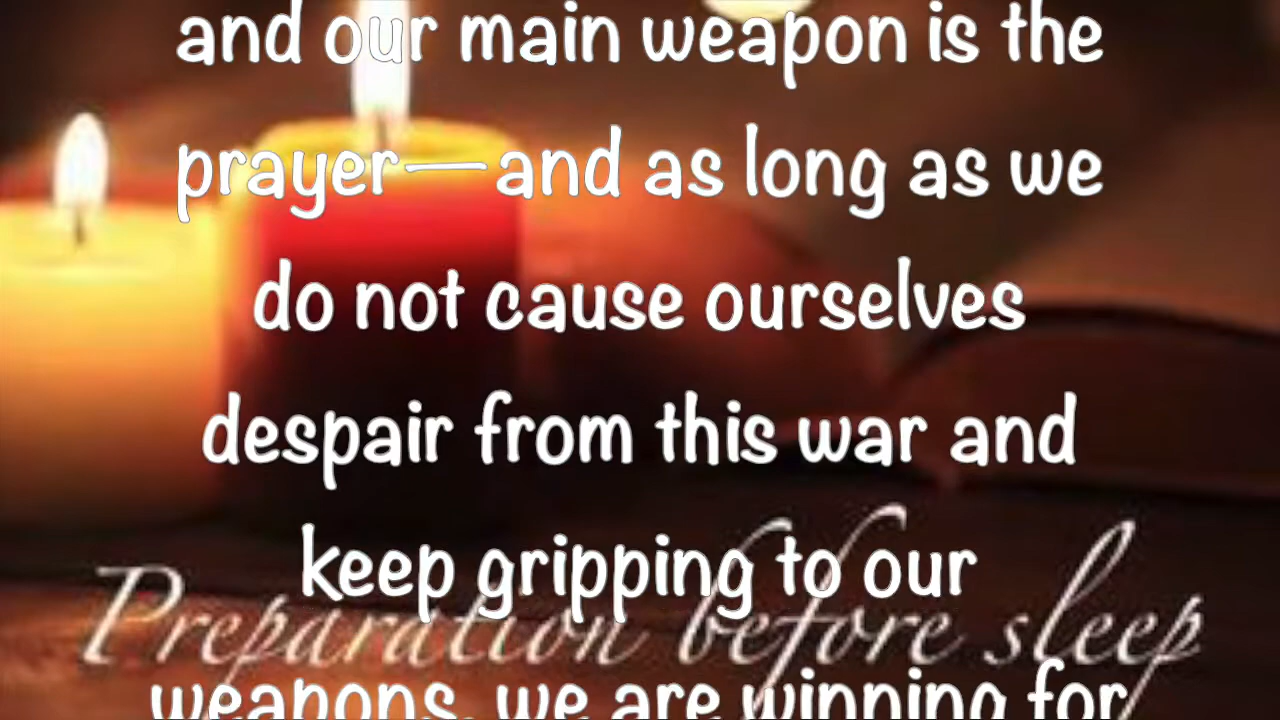 and our main weapon is the
prayer—and as long as we
do not cause ourselves
despair from this war and
keep gripping to our
Preparation before sleep
weapons, we are winning for